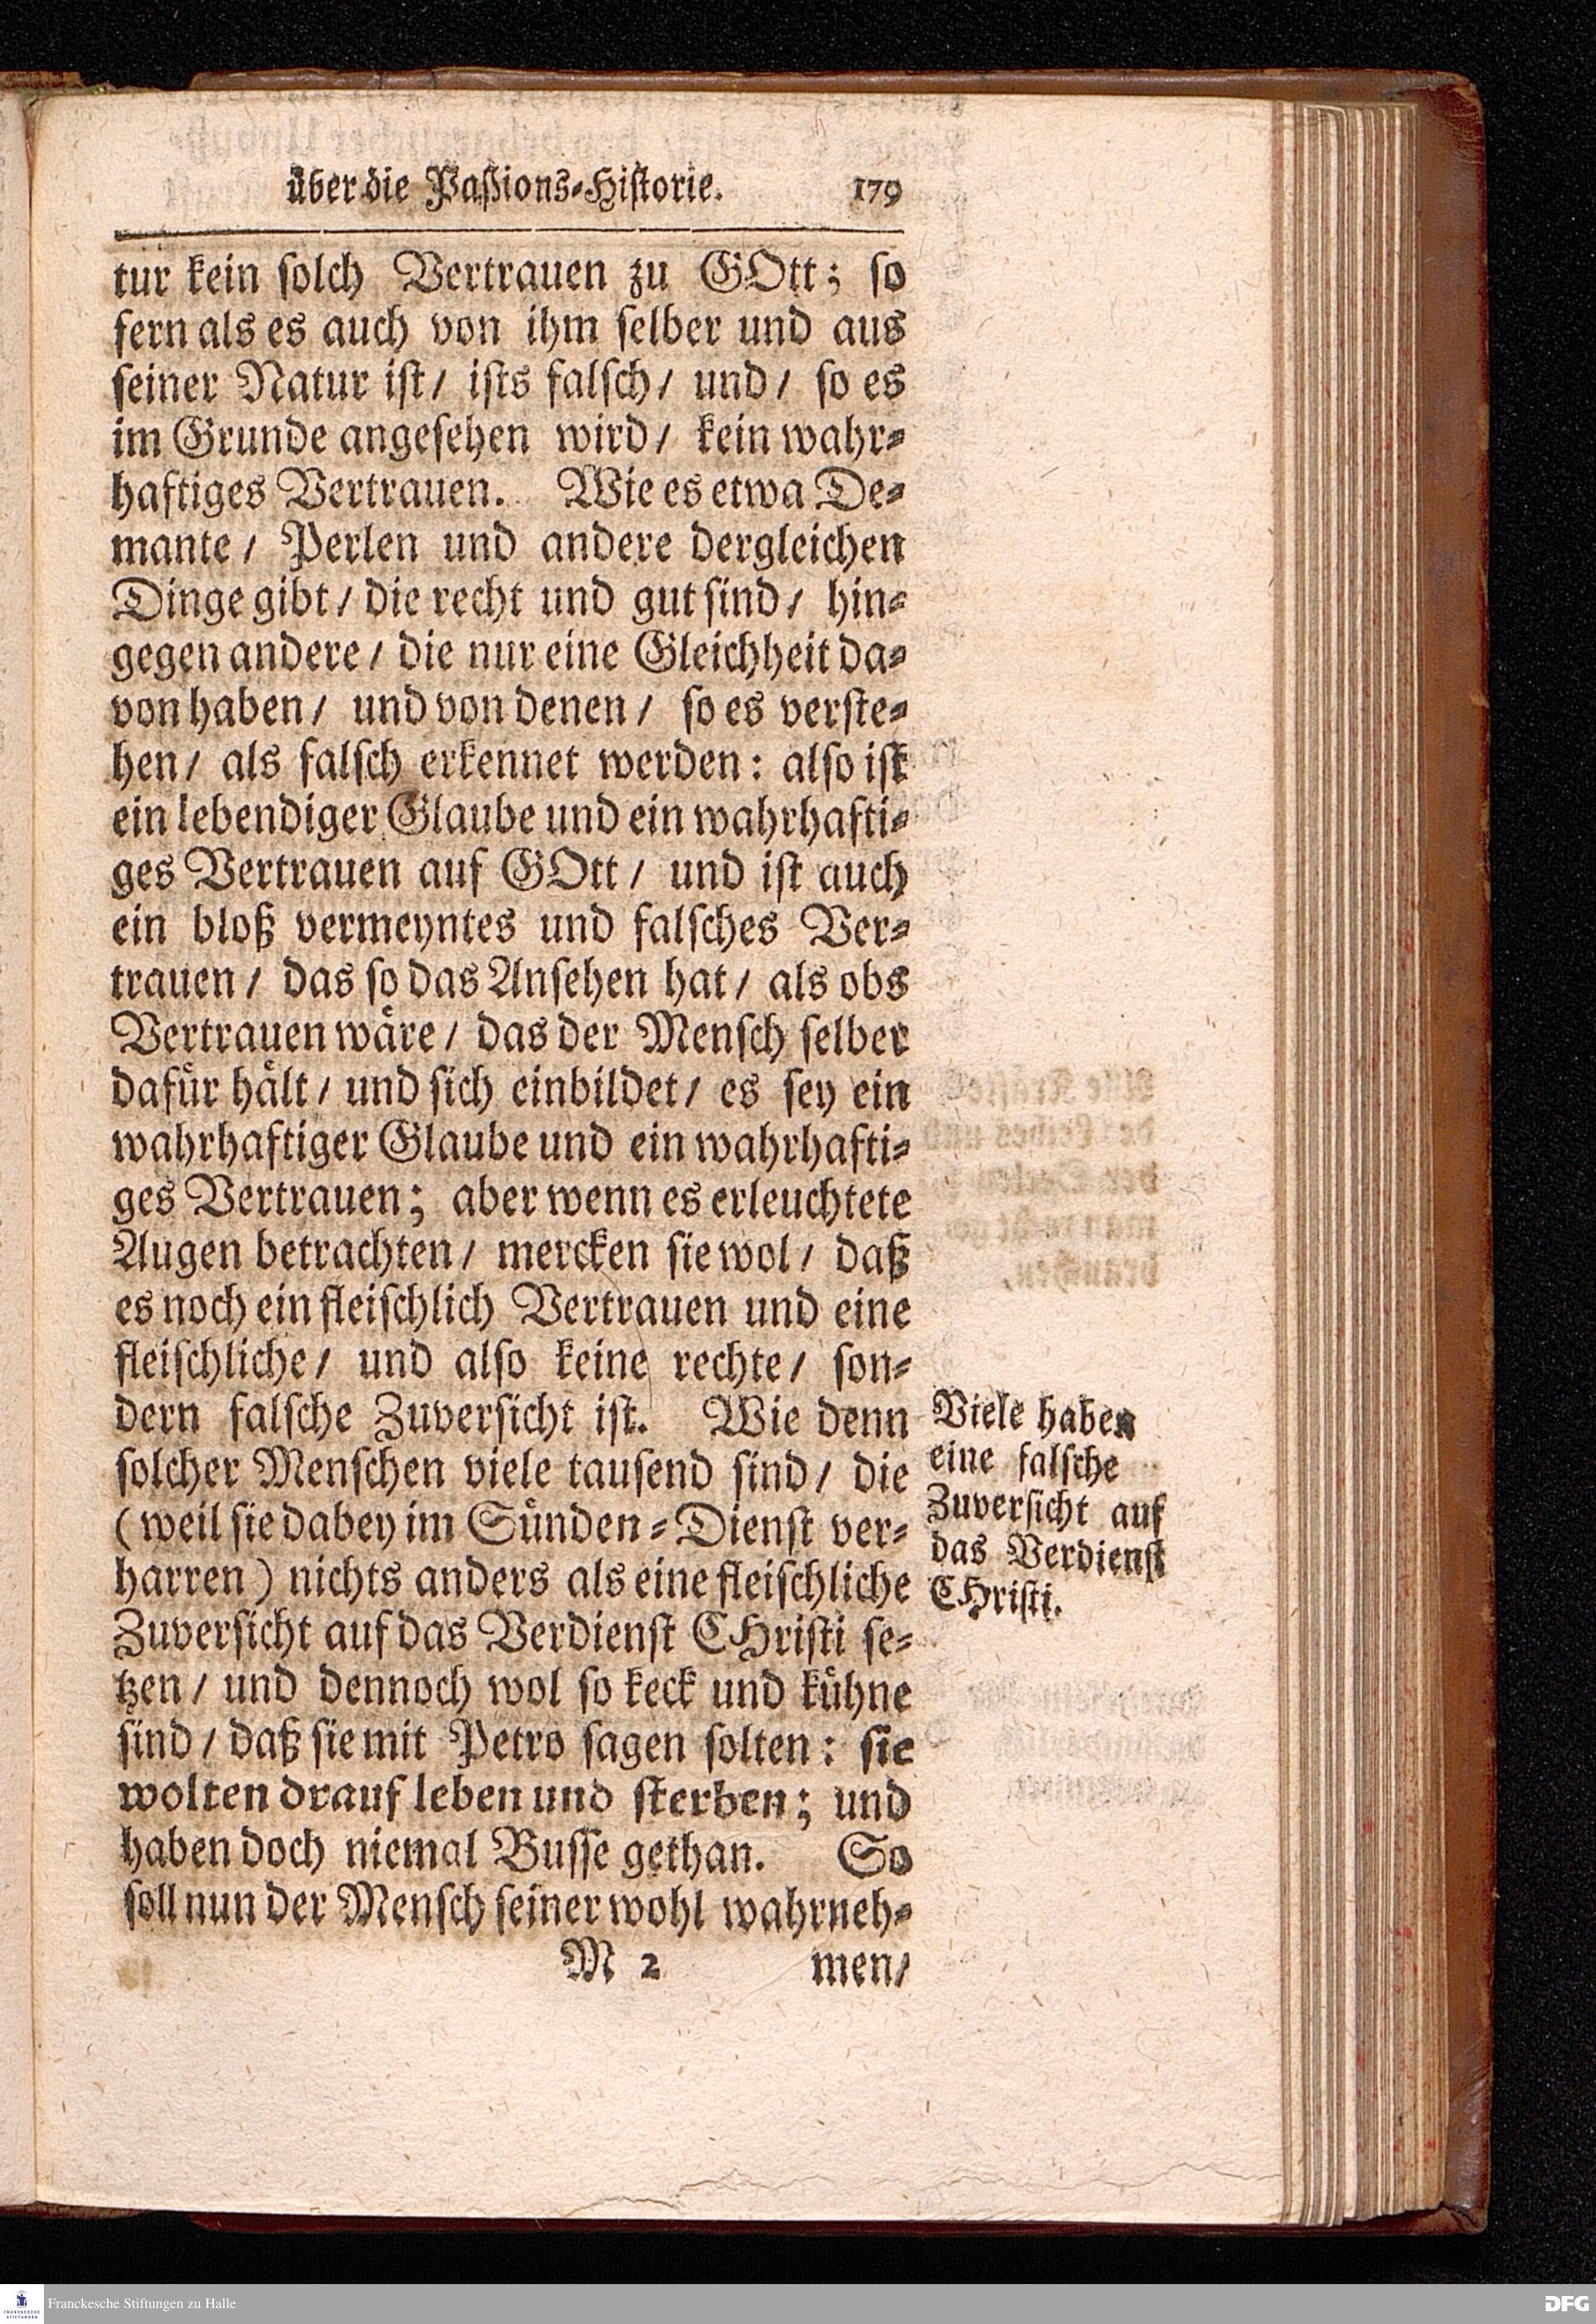 über die Paßions-Historie. 179
tur kein solch Vertrauen zu GOtt; so
fern als es auch von ihm selber und aus
seiner Natur ist/ ists falsch/ und/ so es
im Grunde angesehen wird/ kein wahr-
haftiges Vertrauen. Wie es etwa De-
mante/ Perlen und andere dergleichen
Dinge gibt/ die recht und gut sind/ hin-
gegen andere/ die nur eine Gleichheit da-
von haben/ und von denen/ so es verste-
hen/ als falsch erkennet werden: also ist
ein lebendiger Glaube und ein wahrhafti-
ges Vertrauen auf GOtt/ und ist auch
ein bloß vermeyntes und falsches Ver-
trauen/ das so das Ansehen hat/ als obs
Vertrauen wäre/ das der Mensch selber
dafür hält/ und sich einbildet/ es sey ein
wahrhaftiger Glaube und ein wahrhafti-
ges Vertrauen; aber wenn es erleuchtete
Augen betrachten/ mercken sie wol/ daß
es noch ein fleischlich Vertrauen und eine
fleischliche/ und also keine rechte/ son-
dern falsche Zuversicht ist. Wie denn
solcher Menschen viele tausend sind/ die
(weil sie dabey im Sünden-Dienst ver-
harren) nichts anders als eine fleischliche
Zuversicht auf das Verdienst CHristi se-
tzen/ und dennoch wol so keck und kühne
sind/ daß sie mit Petro sagen solten: sie
wolten drauf leben und sterben; und
haben doch niemal Busse gethan. So
soll nun der Mensch seiner wohl wahrneh-
M 2 men/
Viele haben
eine falsche
Zuversicht auf
das Verdienst
CHristi.
FRANCKESCHE
STIFTUNGEN
Franckesche Stiftungen zu Halle
DFG